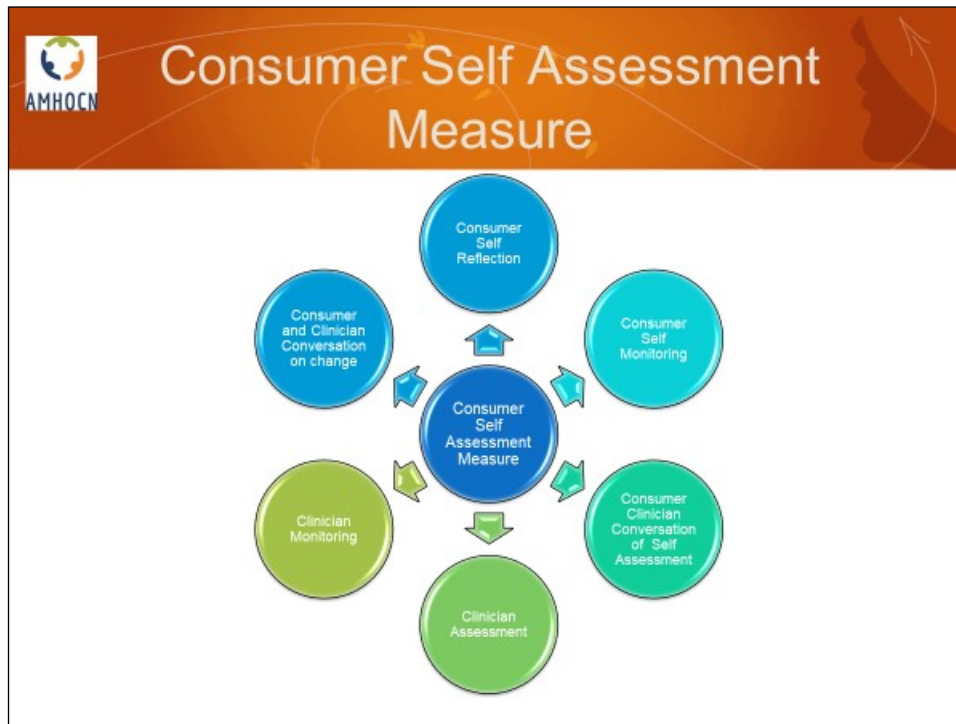 AMHOCN
Consumer Self Assessment
Measure
Consumer
Self
Reflection
Consumer
Self
Monitoring
Consumer
Clinician
Conversation
of Self
Assessment
Clinician
Assessment
Clinician
Monitoring
Consumer
and Clinician
Conversation
on change
Consumer
Self
Assessment
Measure